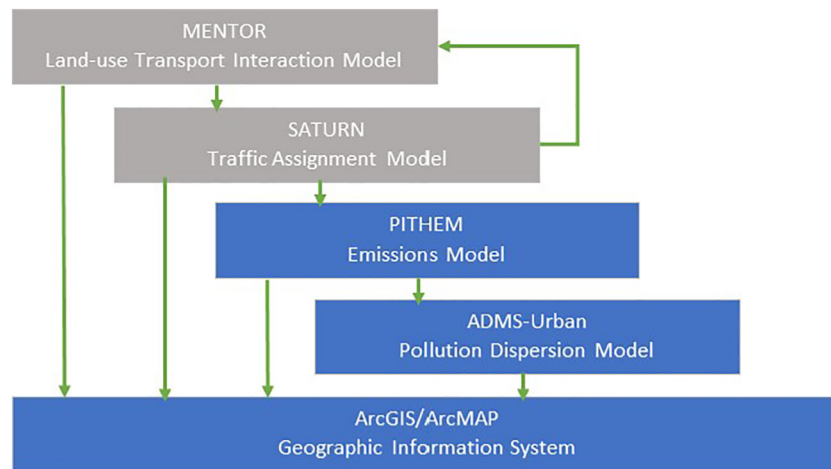 MENTOR
Land-use Transport Interaction Model
SATURN
Traffic Assignment Model
PITHEM
Emissions Model
ADMS-Urban
Pollution Dispersion Model
ArcGIS/ArcMAP
Geographic Information System